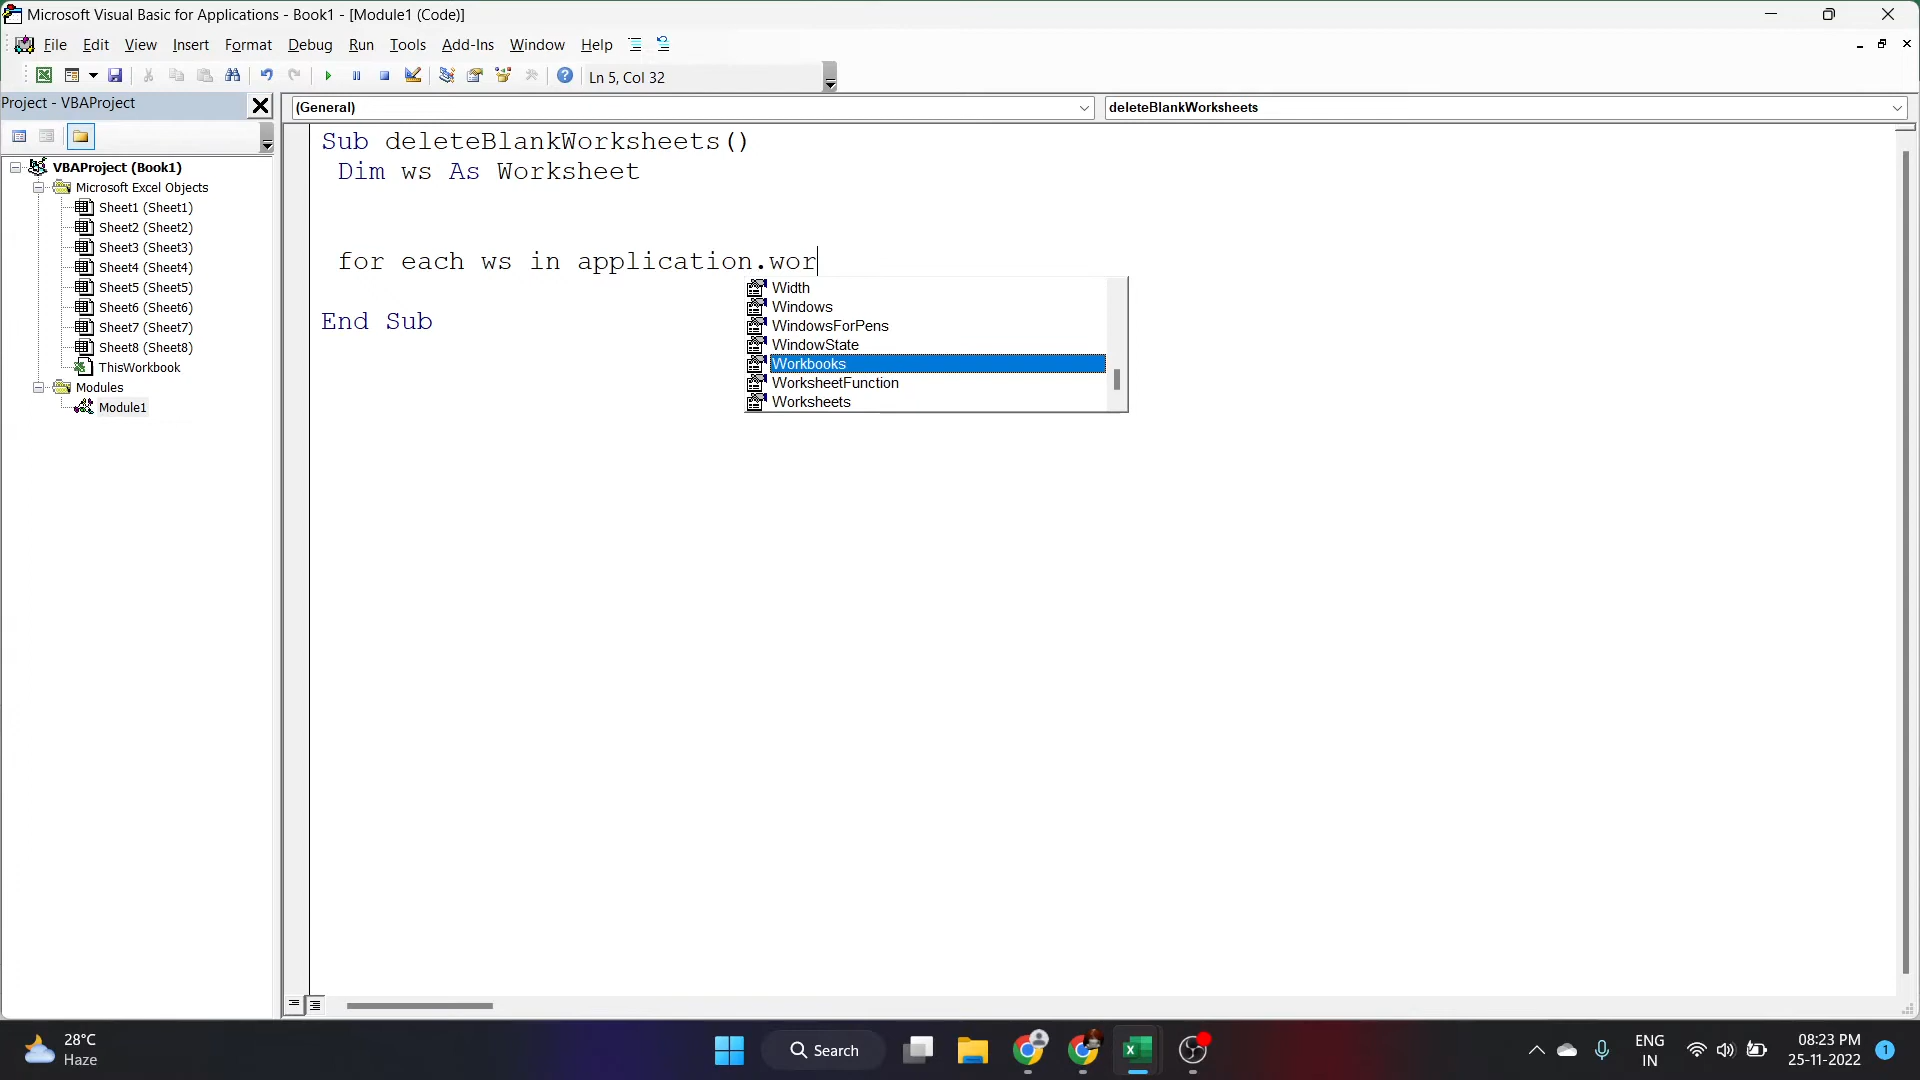 Microsoft Visual Basic for Applications - Book1 - [Module1 (Code)]
File Edit View Insert Format Debug Run Tools Add-Ins Window Help
Ln 5, Col 32
Project - VBAProject
(General)
deleteBlankWorksheets
VBAProject (Book1)
Microsoft Excel Objects
Sheet1 (Sheet1)
Sheet2 (Sheet2)
Sheet3 (Sheet3)
Sheet4 (Sheet4)
Sheet5 (Sheet5)
Sheet6 (Sheet6)
Sheet7 (Sheet7)
Sheet8 (Sheet8)
ThisWorkbook
Modules
Module1
Sub deleteBlankWorksheets()
Dim ws As Worksheet
for each ws in application.wor
Width
Windows
WindowsForPens
WindowState
Workbooks
WorksheetFunction
Worksheets
End Sub
28°C
Haze
Search
ENG
IN
08:23 PM
25-11-2022
1